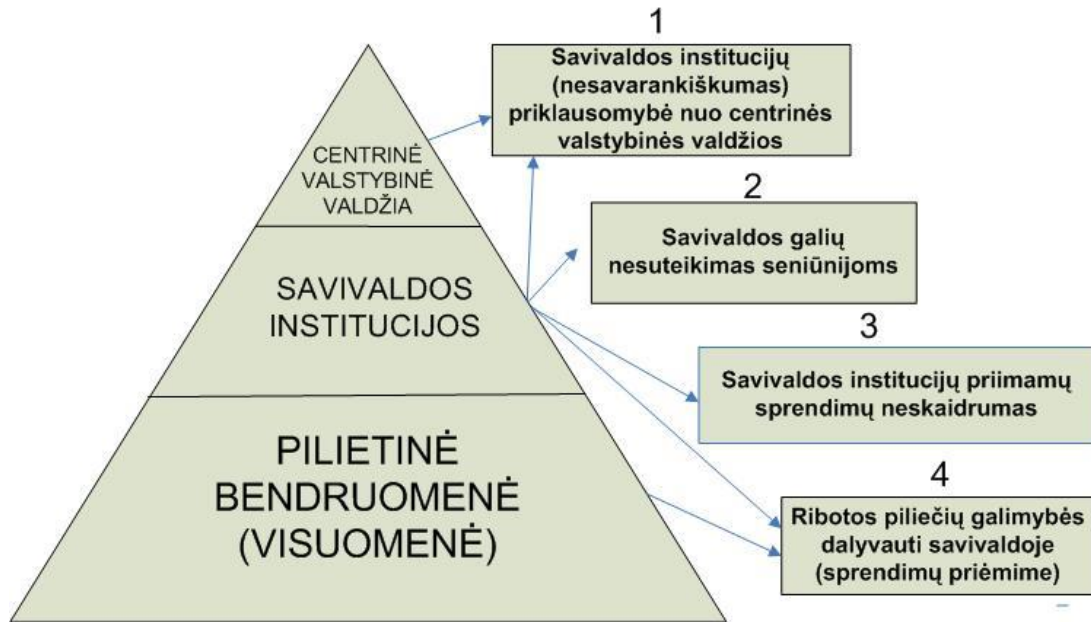 1
Savivaldos institucijų
(nesavarankiškumas)
priklausomybė nuo centrinės
valstybinės valdžios
CENTRINĖ
VALSTYBINĖ
VALDŽIA
2
Savivaldos galių
nesuteikimas seniūnijoms
SAVIVALDOS
INSTITUCIJOS
3
Savivaldos institucijų priimamų
sprendimų neskaidrumas
PILIETINĖ
BENDRUOMENĖ
(VISUOMENĖ)
4
Ribotos piliečių galimybės
dalyvauti savivaldoje
(sprendimų priėmime)